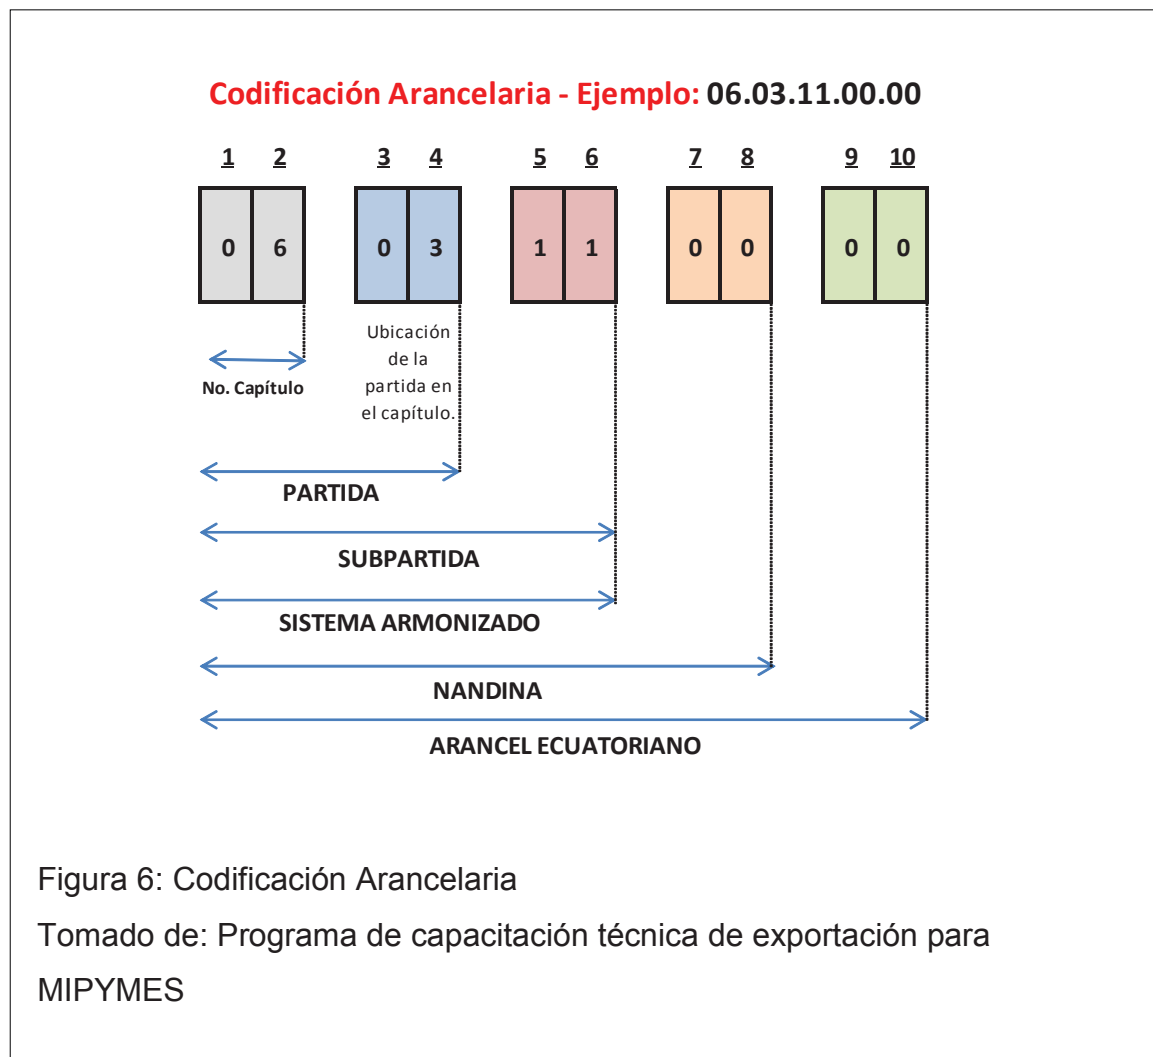 Codificación Arancelaria - Ejemplo: 06.03.11.00.00
1 2 3 4 5 6 7 8 9 10
0 6 0 3 1 1 0 0 0 0
No. Capítulo
Ubicación
de la
partida en
el capítulo.
PARTIDA
SUBPARTIDA
SISTEMA ARMONIZADO
NANDINA
ARANCEL ECUATORIANO
Figura 6: Codificación Arancelaria
Tomado de: Programa de capacitación técnica de exportación para
MIPYMES